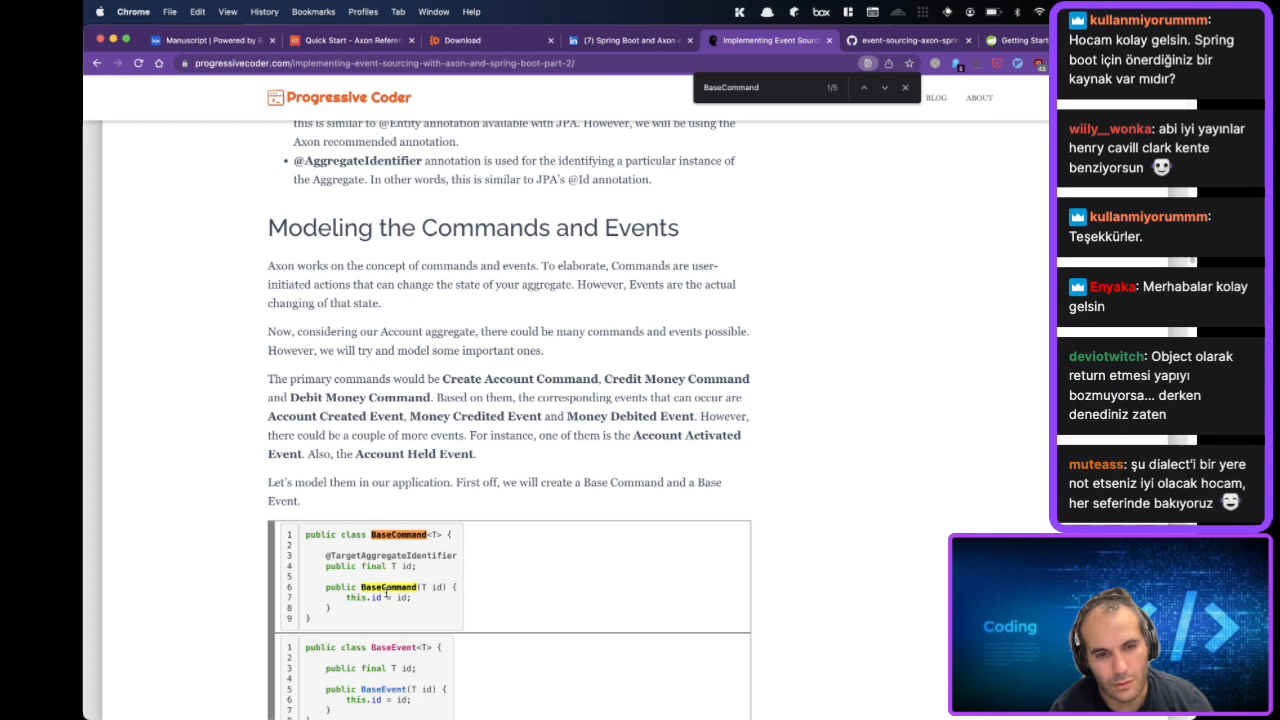 Chrome File Edit View History Bookmarks Profiles Tab Window Help
box
Manuscript | Powered by B
Quick Start - Axon Referen
Download
(7) Spring Boot and Axon e
Implementing Event Sourc
event-sourcing-axon-sprin
Getting Start
progressivecoder.com/implementing-event-sourcing-with-axon-and-spring-boot-part-2/
BaseCommand 1/5
Progressive Coder
BLOG ABOUT
this is similar to @Entity annotation available with JPA. However, we will be using the
Axon recommended annotation.
• @AggregateIdentifier annotation is used for the identifying a particular instance of
the Aggregate. In other words, this is similar to JPA's @Id annotation.
Modeling the Commands and Events
Axon works on the concept of commands and events. To elaborate, Commands are user-
initiated actions that can change the state of your aggregate. However, Events are the actual
changing of that state.
Now, considering our Account aggregate, there could be many commands and events possible.
However, we will try and model some important ones.
The primary commands would be Create Account Command, Credit Money Command
and Debit Money Command. Based on them, the corresponding events that can occur are
Account Created Event, Money Credited Event and Money Debited Event. However,
there could be a couple of more events. For instance, one of them is the Account Activated
Event. Also, the Account Held Event.
Let's model them in our application. First off, we will create a Base Command and a Base
Event.
1 public class BaseCommand<T> {
2
3 @TargetAggregateIdentifier
4 public final T id;
5
6 public BaseCommand(T id) {
7 this.id = id;
8 }
9 }
1 public class BaseEvent<T> {
2
3 public final T id;
4
5 public BaseEvent(T id) {
6 this.id = id;
7 }
kullanmiyorummm:
Hocam kolay gelsin. Spring
boot için önerdiğiniz bir
kaynak var mıdır?
wiily__wonka: abi iyi yayınlar
henry cavill clark kente
benziyorsun
kullanmiyorummm:
Teşekkürler.
Enyaka: Merhabalar kolay
gelsin
deviotwitch: Object olarak
return etmesi yapıyı
bozmuyorsa... derken
denediniz zaten
muteass: şu dialect'i bir yere
not etseniz iyi olacak hocam,
her seferinde bakıyoruz
Coding